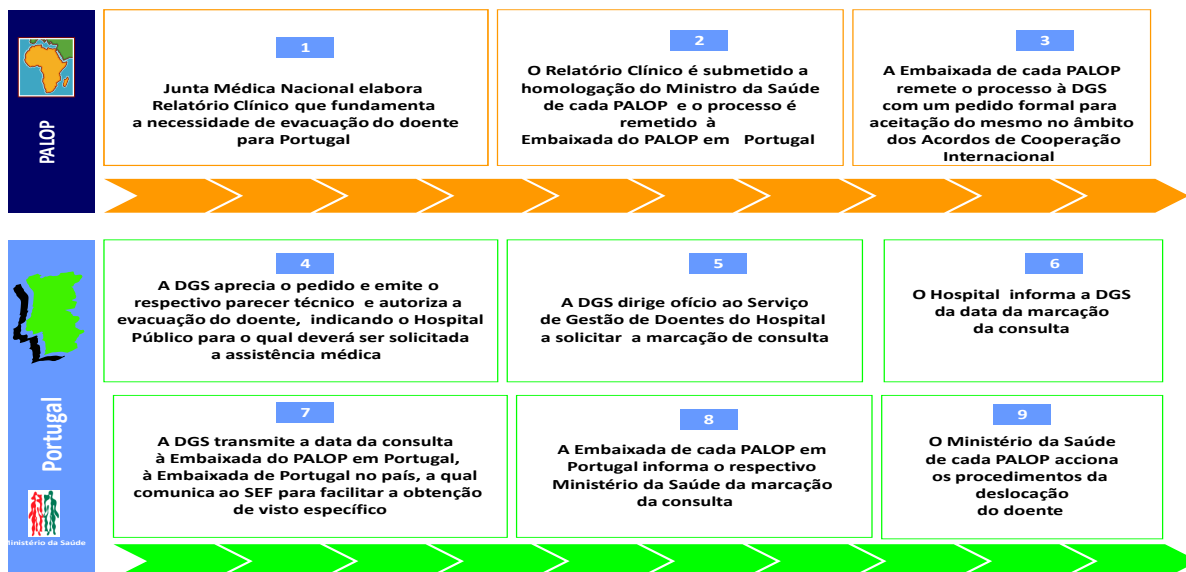 PALOP
1
Junta Médica Nacional elabora
Relatório Clínico que fundamenta
a necessidade de evacuação do doente
para Portugal
2
O Relatório Clínico é submetido a
homologação do Ministro da Saúde
de cada PALOP e o processo é
remetido à
Embaixada do PALOP em Portugal
3
A Embaixada de cada PALOP
remete o processo à DGS
com um pedido formal para
aceitação do mesmo no âmbito
dos Acordos de Cooperação
Internacional
Portugal
Ministério da Saúde
4
A DGS aprecia o pedido e emite o
respectivo parecer técnico e autoriza a
evacuação do doente, indicando o Hospital
Público para o qual deverá ser solicitada
a assistência médica
5
A DGS dirige ofício ao Serviço
de Gestão de Doentes do Hospital
a solicitar a marcação de consulta
6
O Hospital informa a DGS
da data da marcação
da consulta
7
A DGS transmite a data da consulta
à Embaixada do PALOP em Portugal,
à Embaixada de Portugal no país, a qual
comunica ao SEF para facilitar a obtenção
de visto específico
8
A Embaixada de cada PALOP em
Portugal informa o respectivo
Ministério da Saúde da marcação
da consulta
9
O Ministério da Saúde
de cada PALOP acciona
os procedimentos da
deslocação
do doente